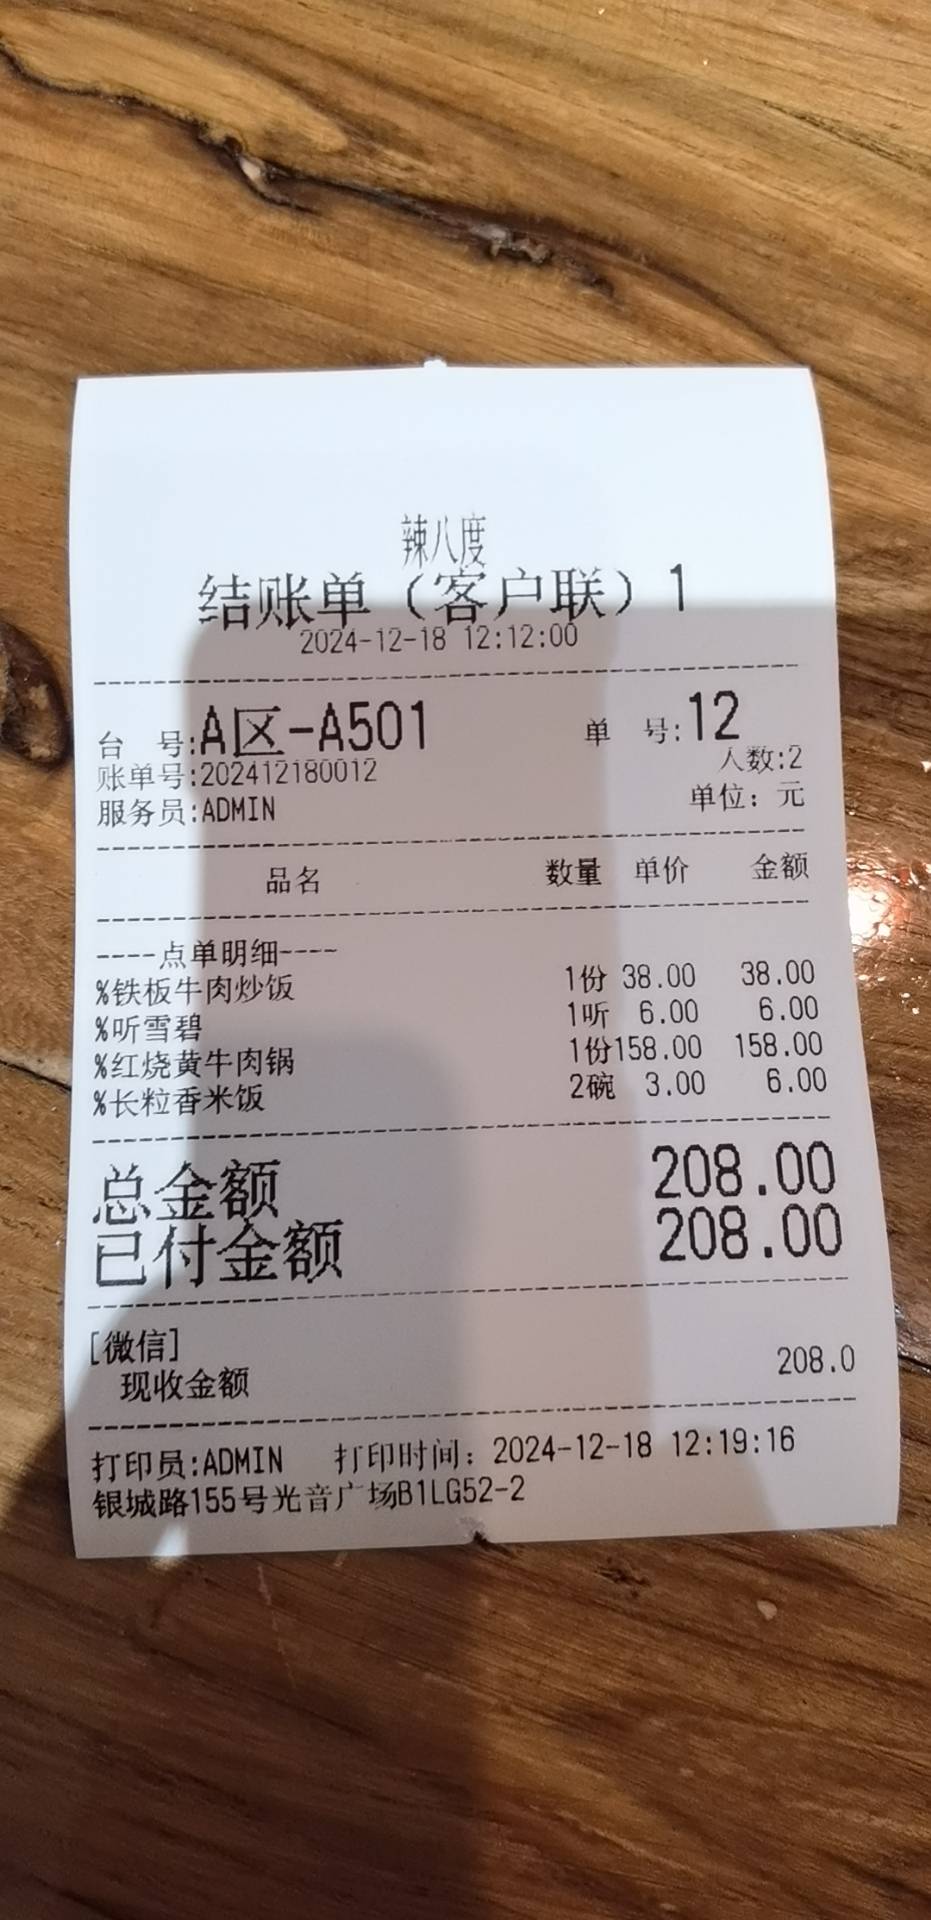 辣八度
结账单（客户联）1
2024-12-18 12:12:00
台 号:A区-A501 单 号:12
账单号:202412180012 人数:2
服务员:ADMIN 单位：元
品名 数量 单价 金额
----点单明细----
%铁板牛肉炒饭 1份 38.00 38.00
%听雪碧 1听 6.00 6.00
%红烧黄牛肉锅 1份158.00 158.00
%长粒香米饭 2碗 3.00 6.00
总金额 208.00
已付金额 208.00
[微信]
现收金额 208.0
打印员:ADMIN 打印时间：2024-12-18 12:19:16
银城路155号光音广场B1LG52-2